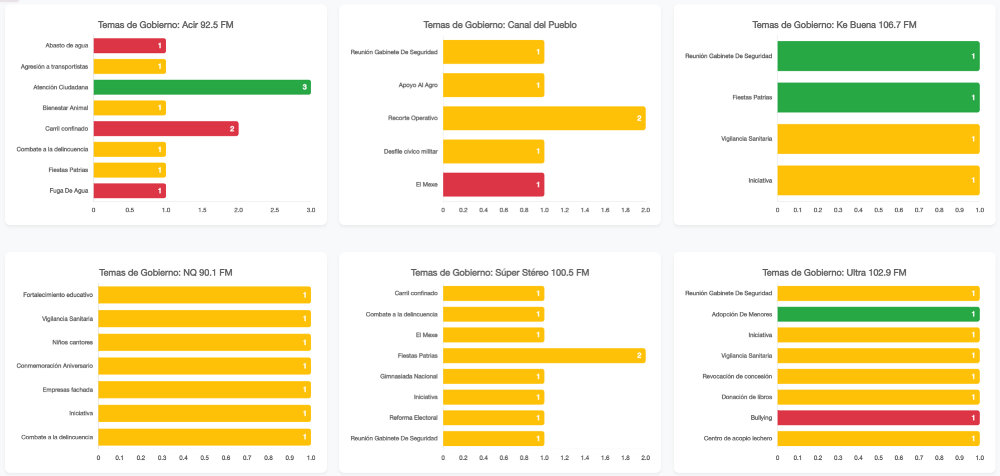 Temas de Gobierno: Acir 92.5 FM
Abasto de agua 1
Agresión a transportistas 1
Atención Ciudadana 3
Bienestar Animal 1
Carril confinado 2
Combate a la delincuencia 1
Fiestas Patrias 1
Fuga De Agua 1
0 0.5 1.0 1.5 2.0 2.5 3.0
Temas de Gobierno: Canal del Pueblo
Reunión Gabinete De Seguridad 1
Apoyo Al Agro 1
Recorte Operativo 2
Desfile cívico militar 1
El Mexe 1
0 0.2 0.4 0.6 0.8 1.0 1.2 1.4 1.6 1.8 2.0
Temas de Gobierno: Ke Buena 106.7 FM
Reunión Gabinete De Seguridad 1
Fiestas Patrias 1
Vigilancia Sanitaria 1
Iniciativa 1
0 0.1 0.2 0.3 0.4 0.5 0.6 0.7 0.8 0.9 1.0
Temas de Gobierno: NQ 90.1 FM
Fortalecimiento educativo 1
Vigilancia Sanitaria 1
Niños cantores 1
Conmemoración Aniversario 1
Empresas fachada 1
Iniciativa 1
Combate a la delincuencia 1
0 0.1 0.2 0.3 0.4 0.5 0.6 0.7 0.8 0.9 1.0
Temas de Gobierno: Súper Stéreo 100.5 FM
Carril confinado 1
Combate a la delincuencia 1
El Mexe 1
Fiestas Patrias 2
Gimnasiada Nacional 1
Iniciativa 1
Reforma Electoral 1
Reunión Gabinete De Seguridad 1
0 0.2 0.4 0.6 0.8 1.0 1.2 1.4 1.6 1.8 2.0
Temas de Gobierno: Ultra 102.9 FM
Reunión Gabinete De Seguridad 1
Adopción De Menores 1
Iniciativa 1
Vigilancia Sanitaria 1
Revocación de concesión 1
Donación de libros 1
Bullying 1
Centro de acopio lechero 1
0 0.1 0.2 0.3 0.4 0.5 0.6 0.7 0.8 0.9 1.0